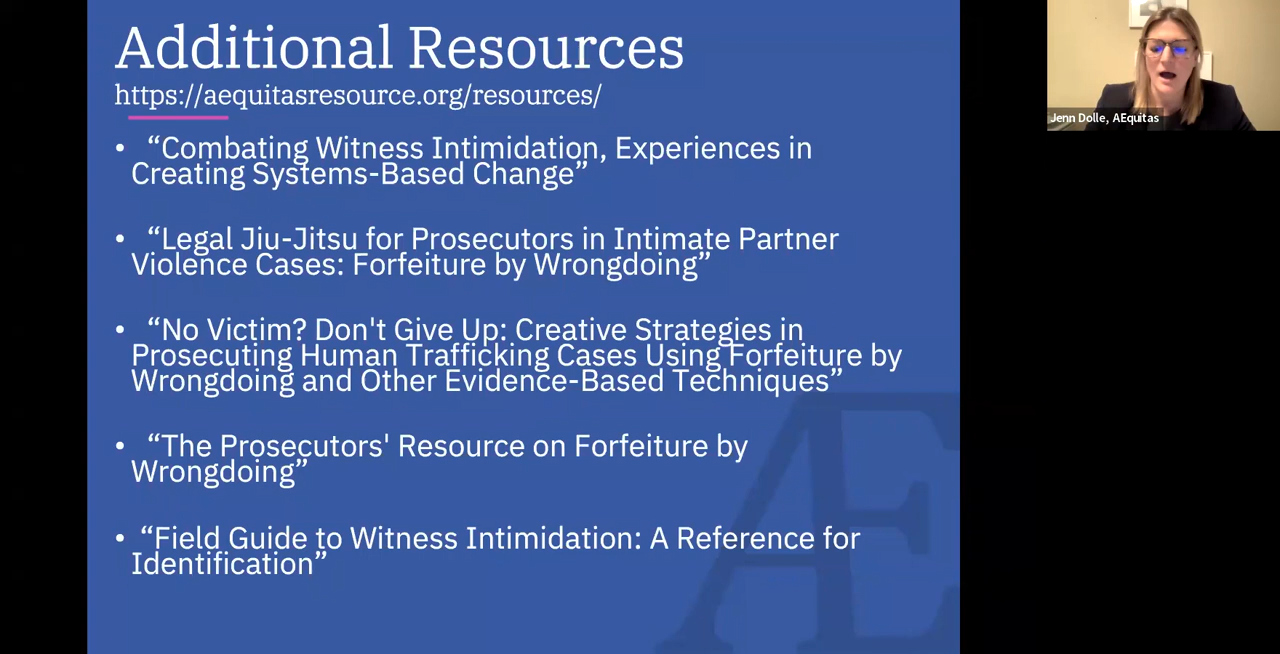 Additional Resources
https://aequitasresource.org/resources/
• “Combating Witness Intimidation, Experiences in
Creating Systems-Based Change”
• “Legal Jiu-Jitsu for Prosecutors in Intimate Partner
Violence Cases: Forfeiture by Wrongdoing”
• “No Victim? Don't Give Up: Creative Strategies in
Prosecuting Human Trafficking Cases Using Forfeiture by
Wrongdoing and Other Evidence-Based Techniques”
• “The Prosecutors' Resource on Forfeiture by
Wrongdoing”
• “Field Guide to Witness Intimidation: A Reference for
Identification”
Æ
Jenn Dolle, AEquitas